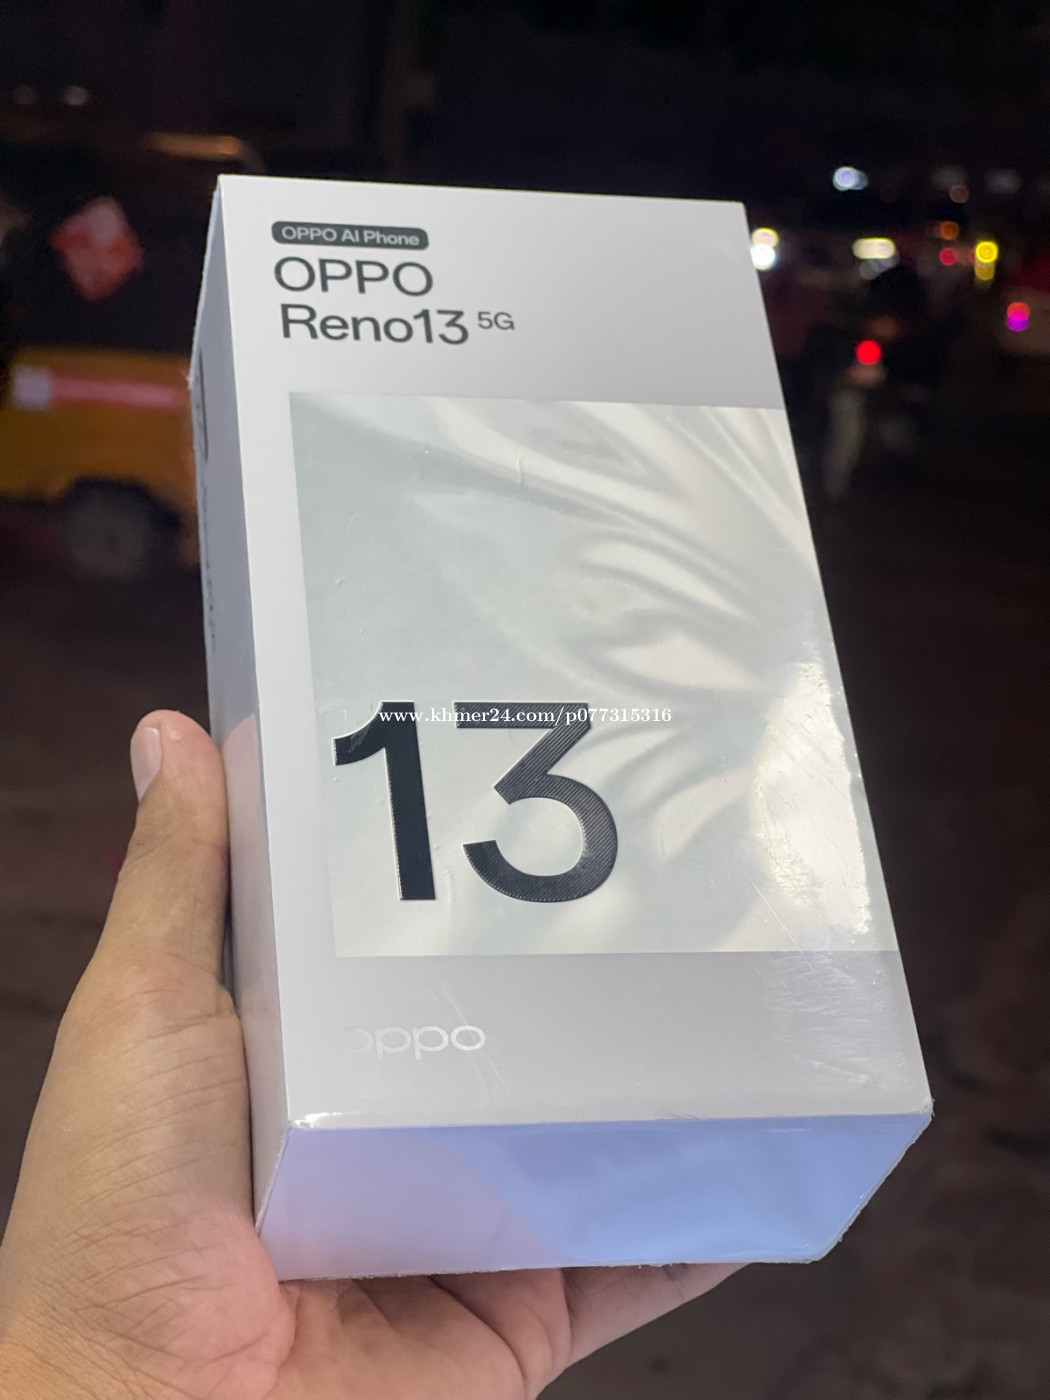 OPPO AI Phone
OPPO
Reno13 5G
www.khmer24.com/p077315316
13
oppo